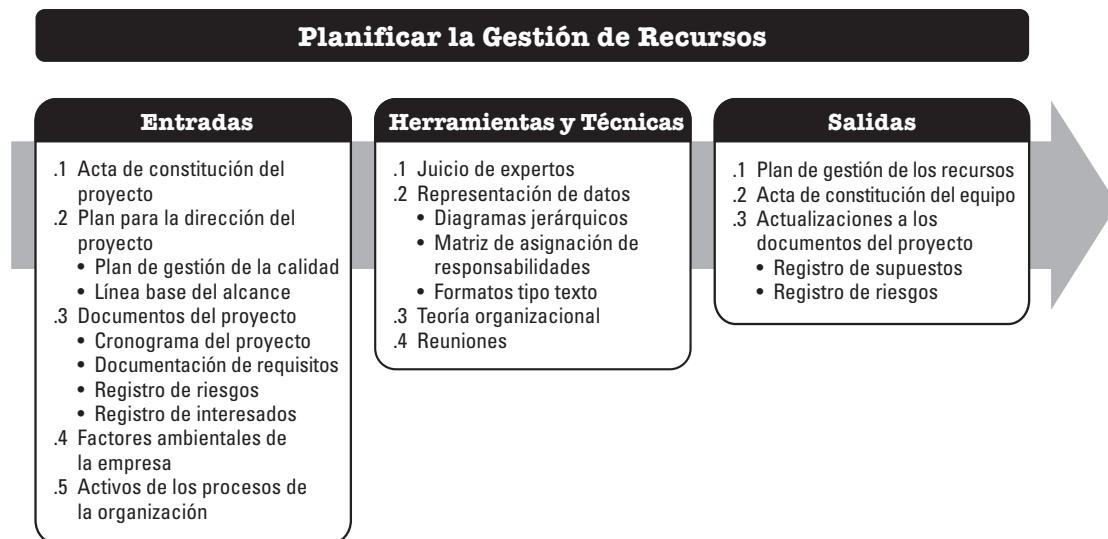 Planificar la Gestión de Recursos
Entradas
.1 Acta de constitución del
proyecto
.2 Plan para la dirección del
proyecto
• Plan de gestión de la calidad
• Línea base del alcance
.3 Documentos del proyecto
• Cronograma del proyecto
• Documentación de requisitos
• Registro de riesgos
• Registro de interesados
.4 Factores ambientales de
la empresa
.5 Activos de los procesos de
la organización
Herramientas y Técnicas
.1 Juicio de expertos
.2 Representación de datos
• Diagramas jerárquicos
• Matriz de asignación de
responsabilidades
• Formatos tipo texto
.3 Teoría organizacional
.4 Reuniones
Salidas
.1 Plan de gestión de los recursos
.2 Acta de constitución del equipo
.3 Actualizaciones a los
documentos del proyecto
• Registro de supuestos
• Registro de riesgos